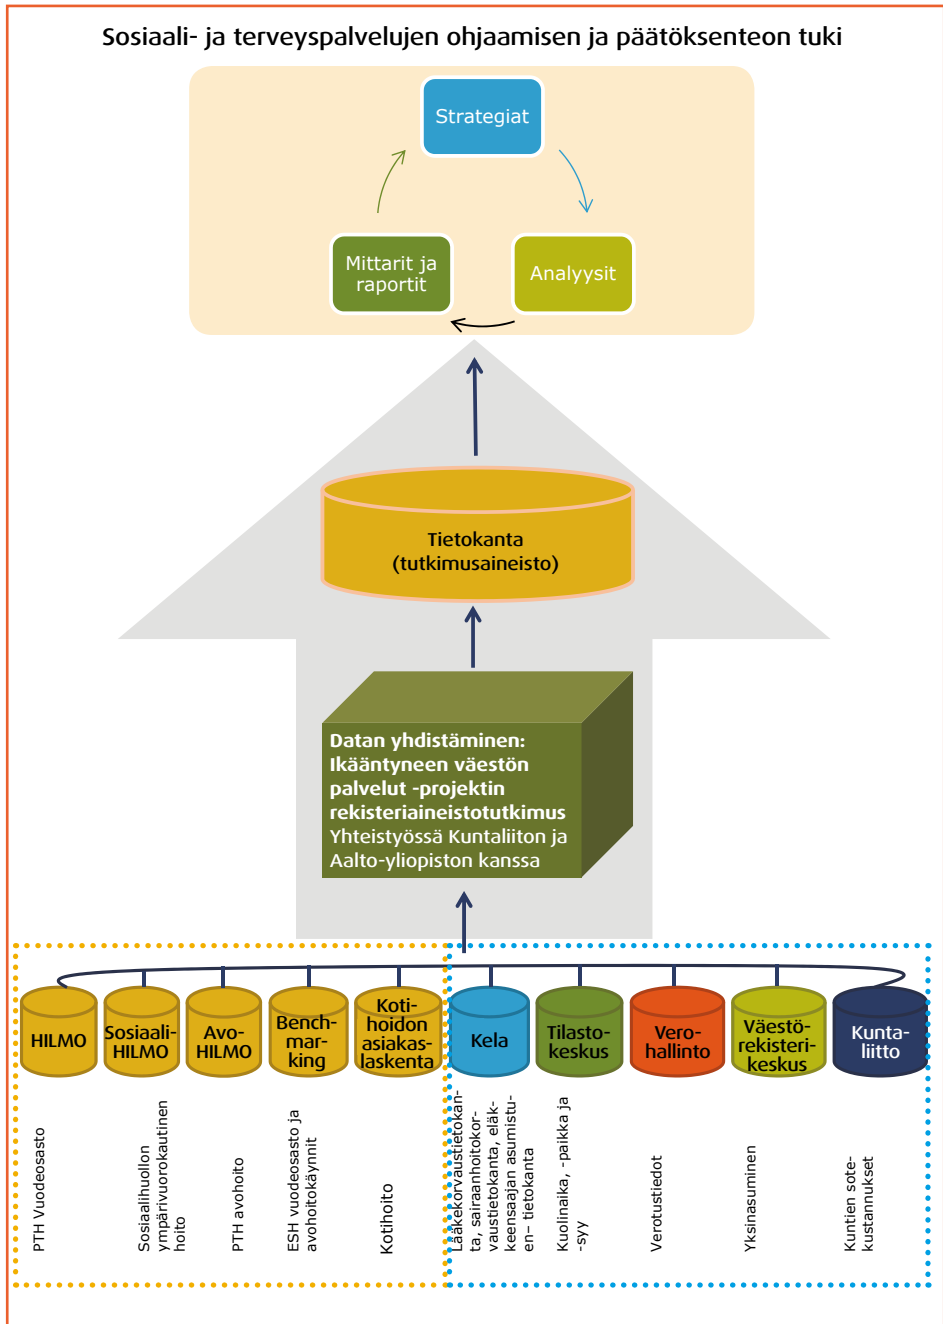 Sosiaali- ja terveyspalvelujen ohjaamisen ja päätöksenteon tuki
Strategiat
Mittarit ja
raportit
Analyysit
Tietokanta
(tutkimusaineisto)
Datan yhdistäminen:
Ikääntyneen väestön
palvelut -projektin
rekisteriaineistotutkimus
Yhteistyössä Kuntaliiton ja
Aalto-yliopiston kanssa
HILMO
Sosiaali-
HILMO
Avo-
HILMO
Bench-
mar-
king
Koti-
hoidon
asiakas-
laskenta
Kela
Tilasto-
keskus
Vero-
hallinto
Väestö-
rekisteri-
keskus
Kunta-
liitto
PTH Vuodeosasto
Sosiaalihuollon
ympärivuorokautinen
hoito
PTH avohoito
ESH vuodeosasto ja
avohoitokäynnit
Kotihoito
Lääkekorvaustietokan-
ta, sairaanhoitokor-
vaustietokanta, eläk-
keensaajan asumistu-
en– tietokanta
Kuolinaika, -paikka ja
-syy
Verotustiedot
Yksinasuminen
Kuntien sote-
kustannukset